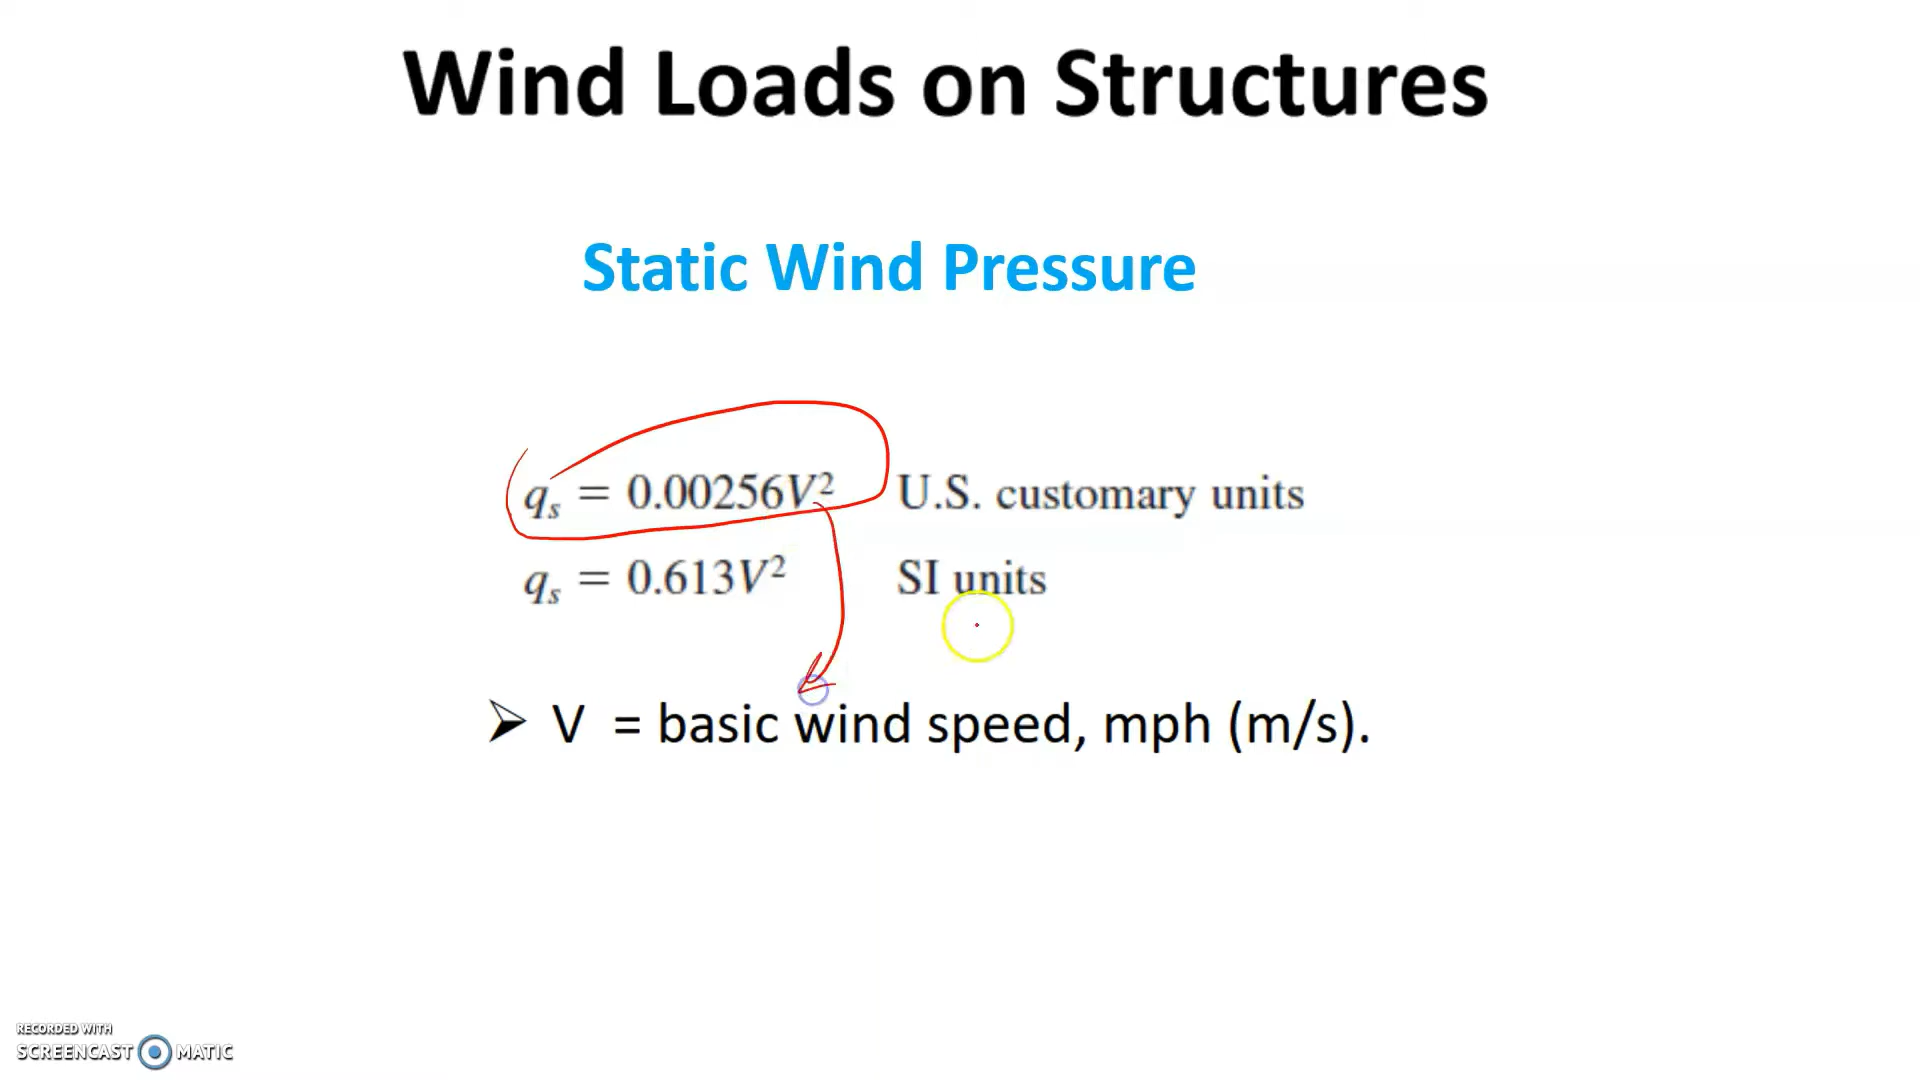 Wind Loads on Structures
Static Wind Pressure
qₛ = 0.00256V² U.S. customary units
qₛ = 0.613V² SI units
➢ V = basic wind speed, mph (m/s).
RECORDED WITH
SCREENCAST MATIC